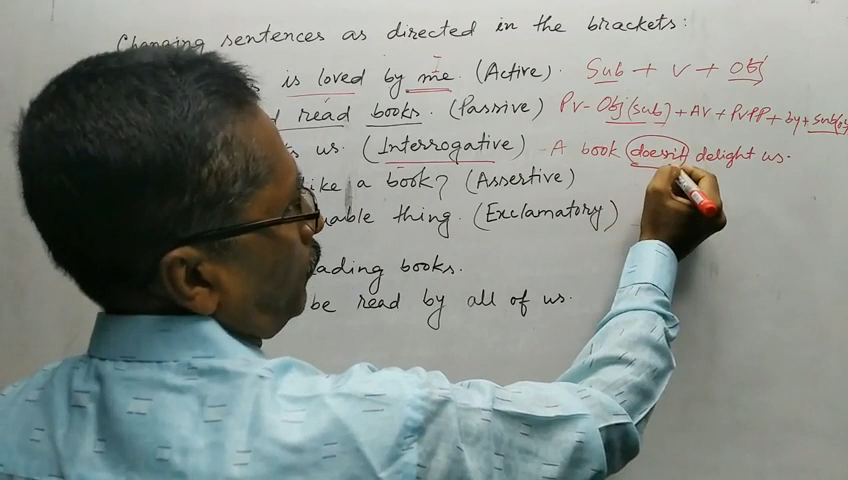 Changing sentences as directed in the brackets:
is loved by me. (Active). Sub + V + Obj
read books. (Passive) PV- Obj (sub) + AV + PVPP + by + sub(obj
us. (Interrogative) - A book doesn't delight us.
like a book? (Assertive)
able thing. (Exclamatory)
ading books.
be read by all of us.